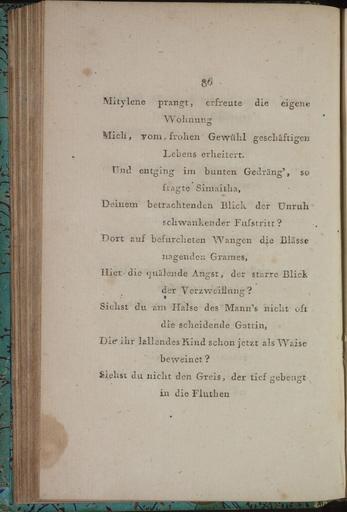 86
Mitylene prangt, erfreute die eigene
Wohnung
Mich, vom frohen Gewühl geschäftigen
Lebens erheitert.
Und entging im bunten Gedräng', so
fragte Simaitha,
Deinem betrachtenden Blick der Unruh
schwankender Fufstritt?
Dort auf befurcheten Wangen die Blässe
nagenden Grames,
Hier die quälende Angst, der starre Blick
der Verzweiflung?
Siehst du am Halse des Mann's nicht oft
die scheidende Gattin,
Die ihr lallendes Kind schon jetzt als Waise
beweinet?
Siehst du nicht den Greis, der tief gebeugt
in die Fluthen